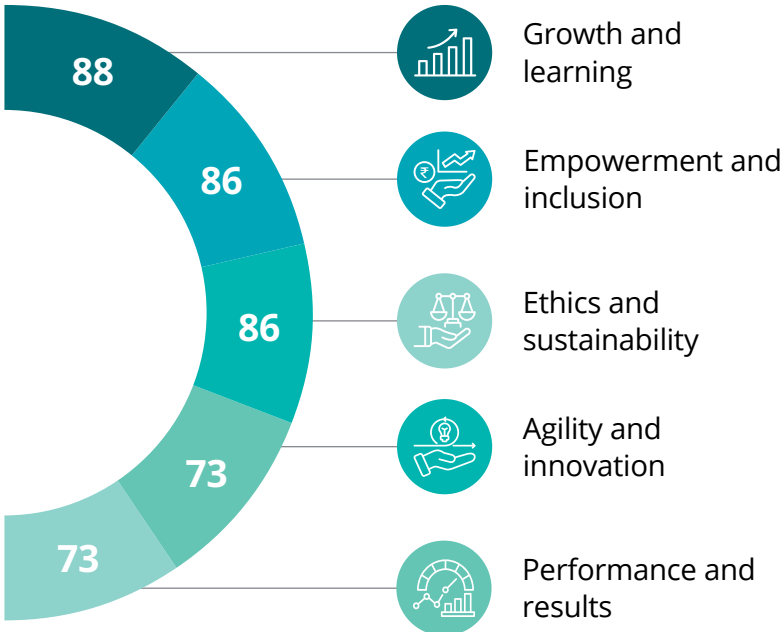 88
Growth and
learning
86
Empowerment and
inclusion
₹
86
Ethics and
sustainability
73
Agility and
innovation
73
Performance and
results